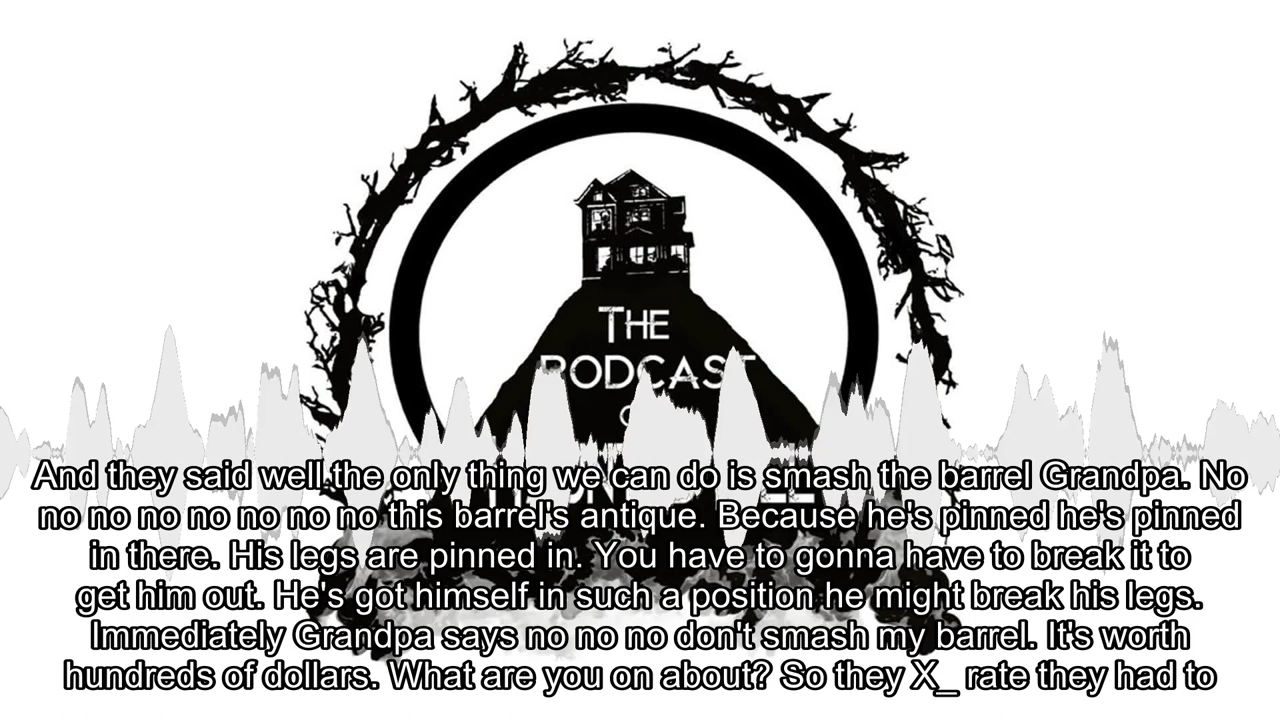 THE
PODCAST
And they said well the only thing we can do is smash the barrel Grandpa. No
no no no no no no no this barrel's antique. Because he's pinned he's pinned
in there. His legs are pinned in. You have to gonna have to break it to
get him out. He's got himself in such a position he might break his legs.
Immediately Grandpa says no no no don't smash my barrel. It's worth
hundreds of dollars. What are you on about? So they X_ rate they had to